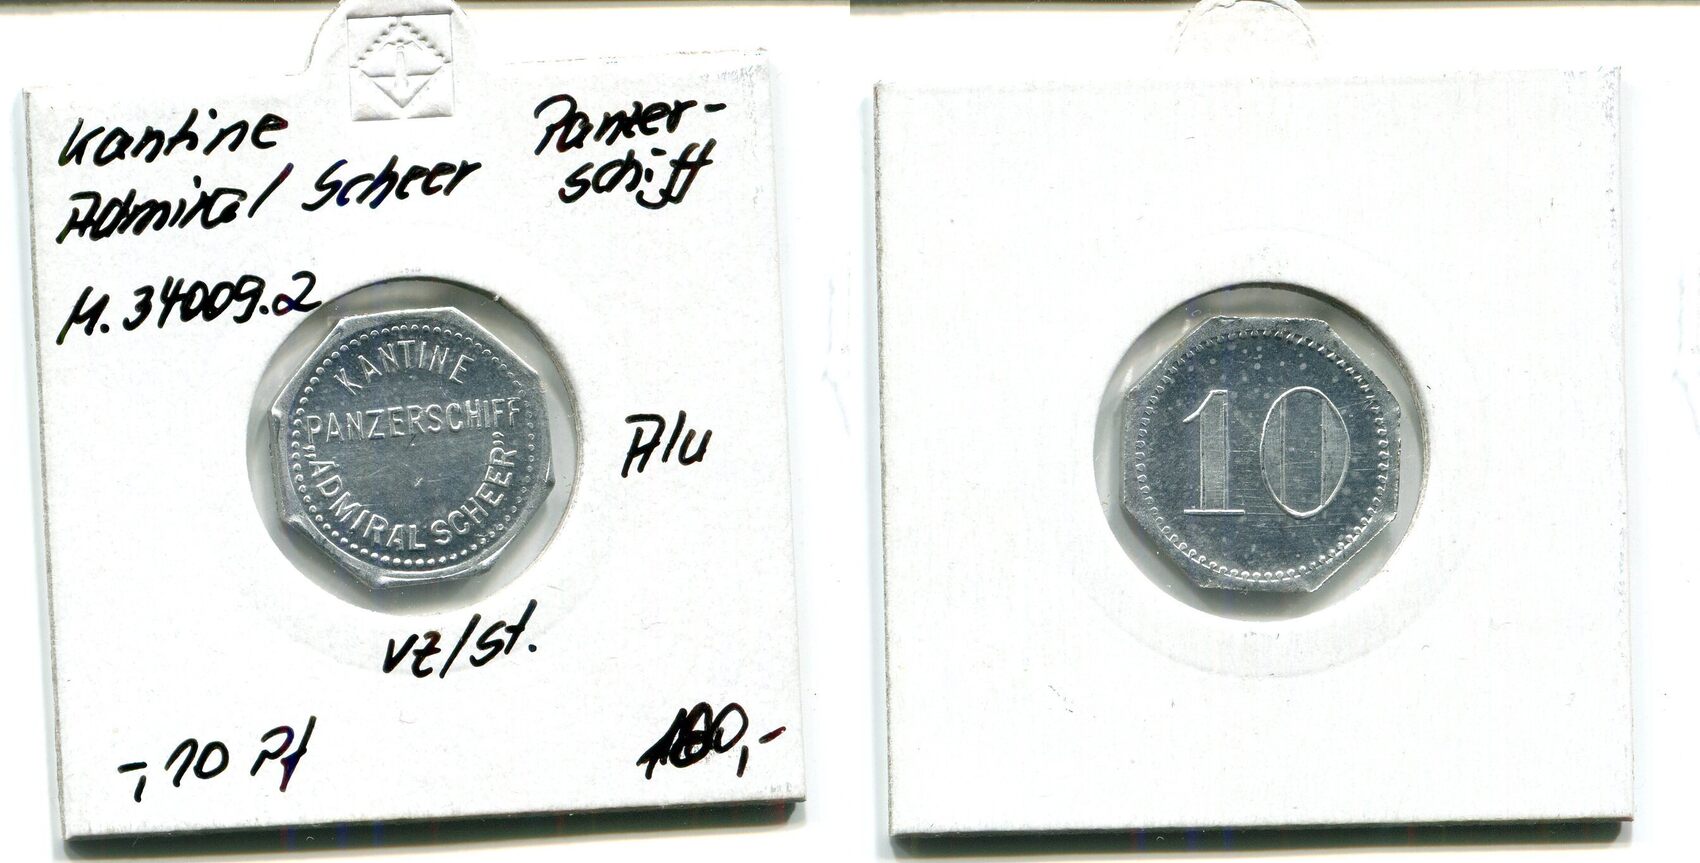 Kantine
Admiral Scheer
Panzer-
schiff
M. 34009.2
KANTINE
PANZERSCHIFF
„ADMIRAL SCHEER"
Alu
vz/st.
-,10 Pf
,-
10